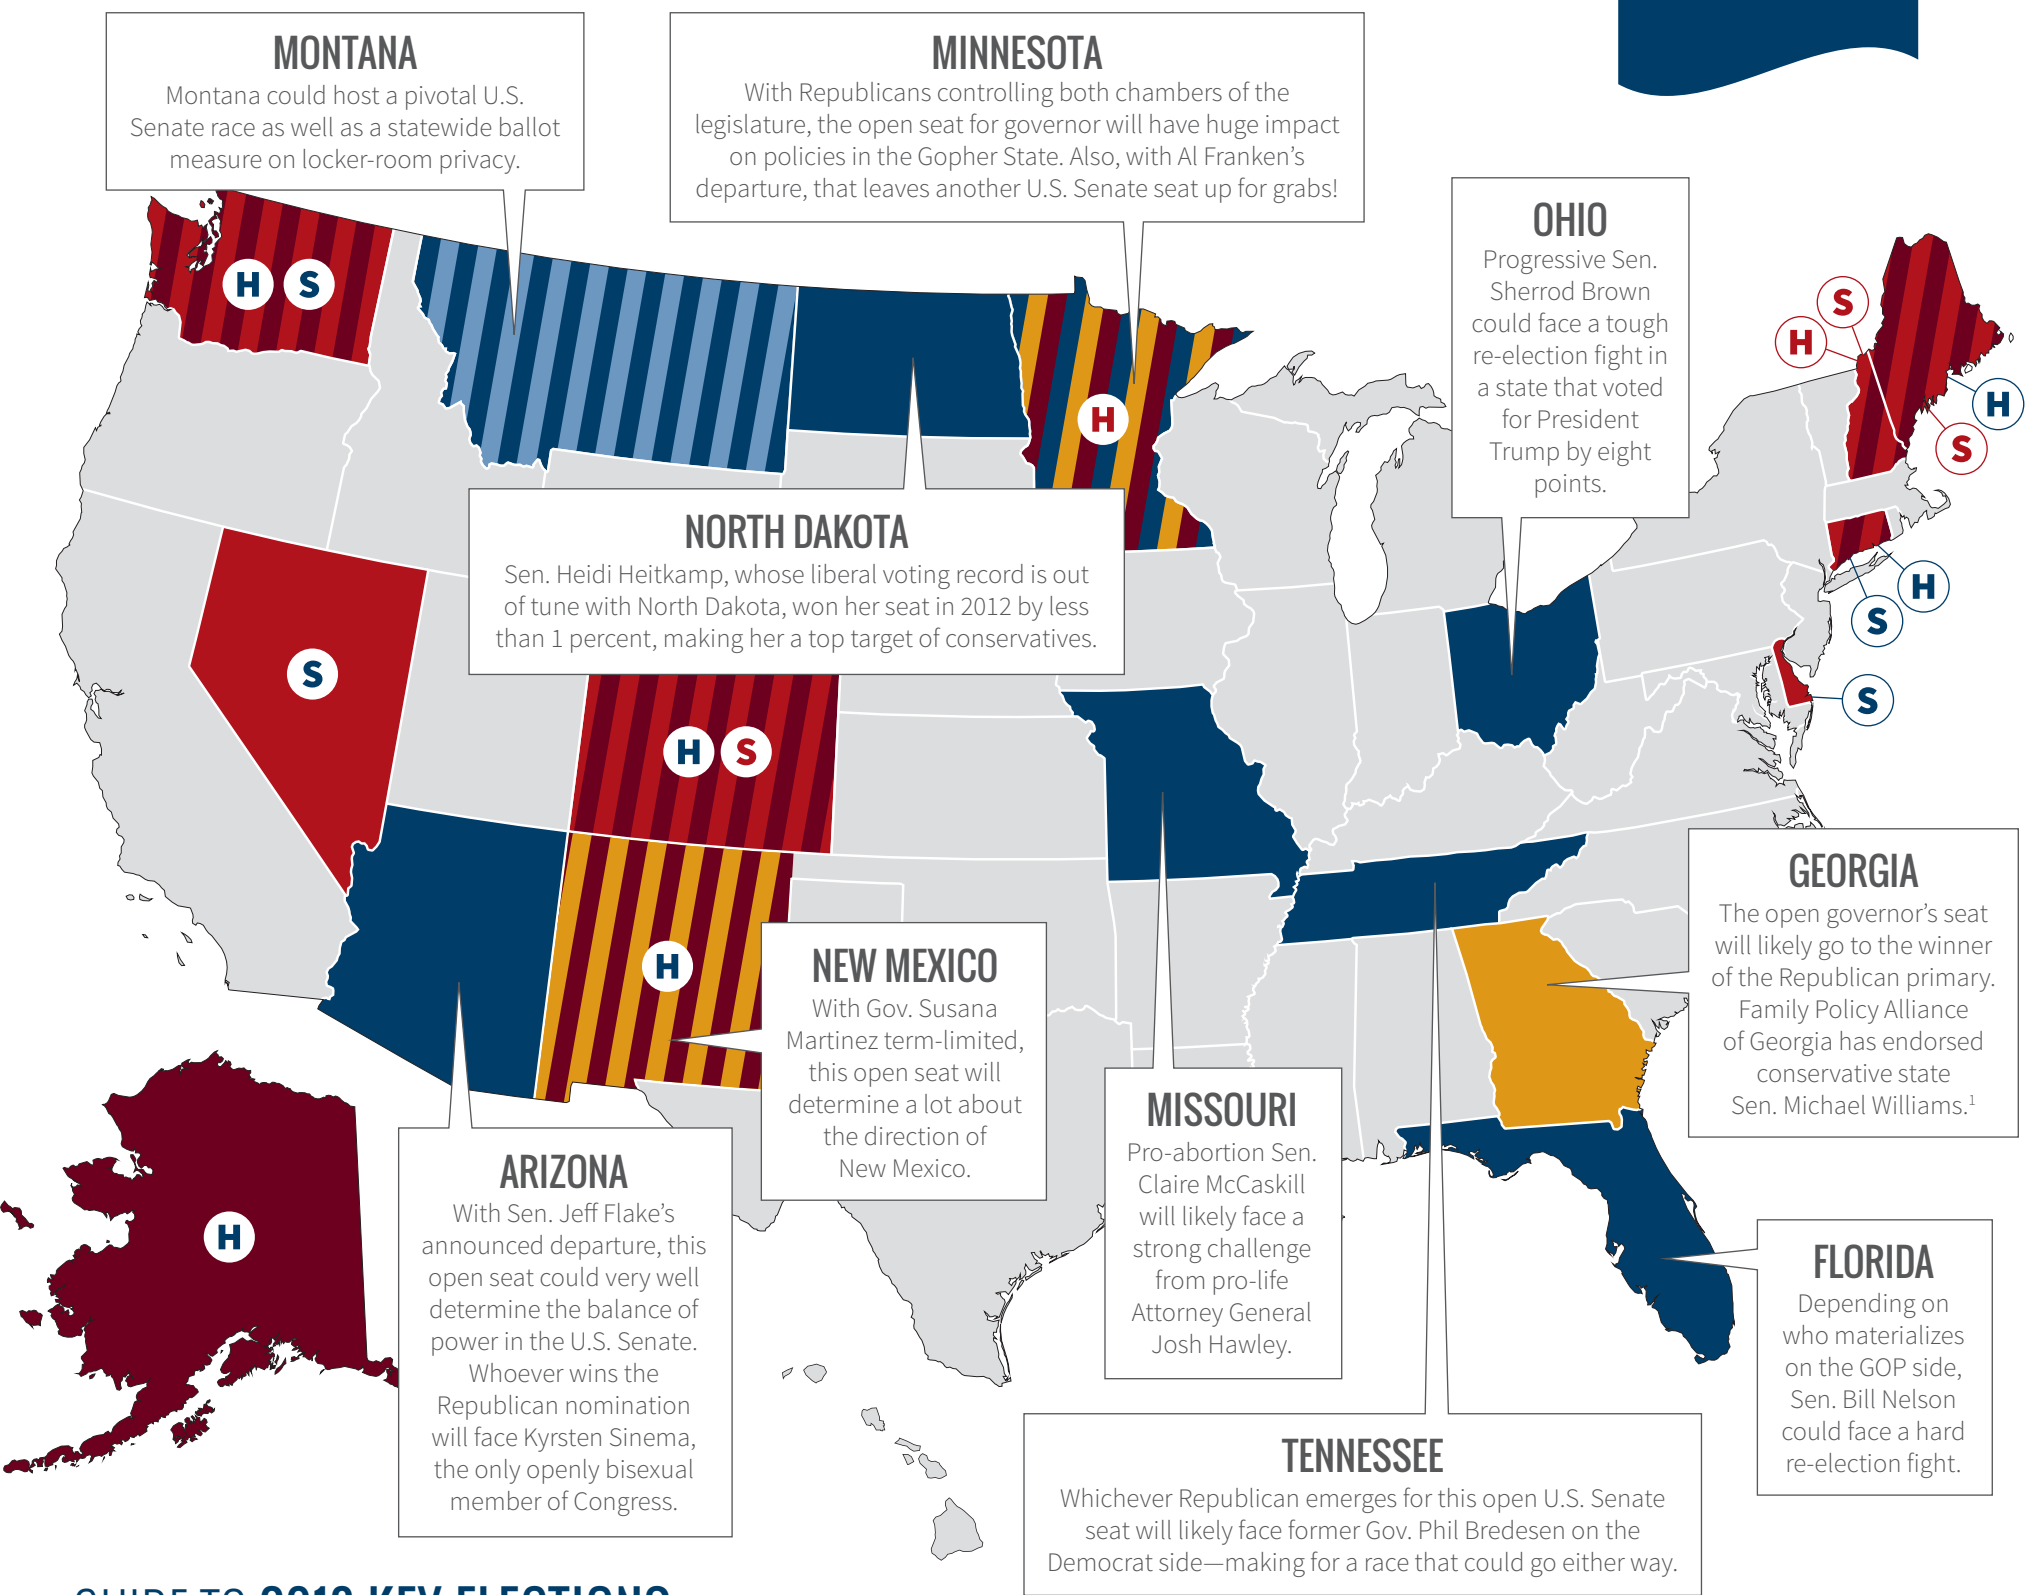 MONTANA
Montana could host a pivotal U.S.
Senate race as well as a statewide ballot
measure on locker-room privacy.
MINNESOTA
With Republicans controlling both chambers of the
legislature, the open seat for governor will have huge impact
on policies in the Gopher State. Also, with Al Franken’s
departure, that leaves another U.S. Senate seat up for grabs!
OHIO
Progressive Sen.
Sherrod Brown
could face a tough
re-election fight in
a state that voted
for President
Trump by eight
points.
H S
S
H
H
S
H
NORTH DAKOTA
Sen. Heidi Heitkamp, whose liberal voting record is out
of tune with North Dakota, won her seat in 2012 by less
than 1 percent, making her a top target of conservatives.
H
S
S
S
H S
GEORGIA
The open governor’s seat
will likely go to the winner
of the Republican primary.
Family Policy Alliance
of Georgia has endorsed
conservative state
Sen. Michael Williams.1
H
NEW MEXICO
With Gov. Susana
Martinez term-limited,
this open seat will
determine a lot about
the direction of
New Mexico.
MISSOURI
Pro-abortion Sen.
Claire McCaskill
will likely face a
strong challenge
from pro-life
Attorney General
Josh Hawley.
H
ARIZONA
With Sen. Jeff Flake’s
announced departure, this
open seat could very well
determine the balance of
power in the U.S. Senate.
Whoever wins the
Republican nomination
will face Kyrsten Sinema,
the only openly bisexual
member of Congress.
FLORIDA
Depending on
who materializes
on the GOP side,
Sen. Bill Nelson
could face a hard
re-election fight.
TENNESSEE
Whichever Republican emerges for this open U.S. Senate
seat will likely face former Gov. Phil Bredesen on the
Democrat side—making for a race that could go either way.
GUIDE TO 2018 KEY ELECTIONS